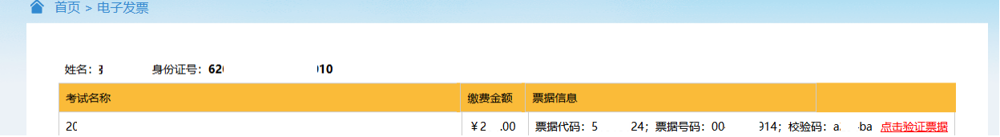 首页 > 电子发票
姓名： 身份证号：62 010
考试名称 缴费金额 票据信息
20 ￥2 .00 票据代码：5 24；票据号码：00 914；校验码：a. -ba 点击验证票据